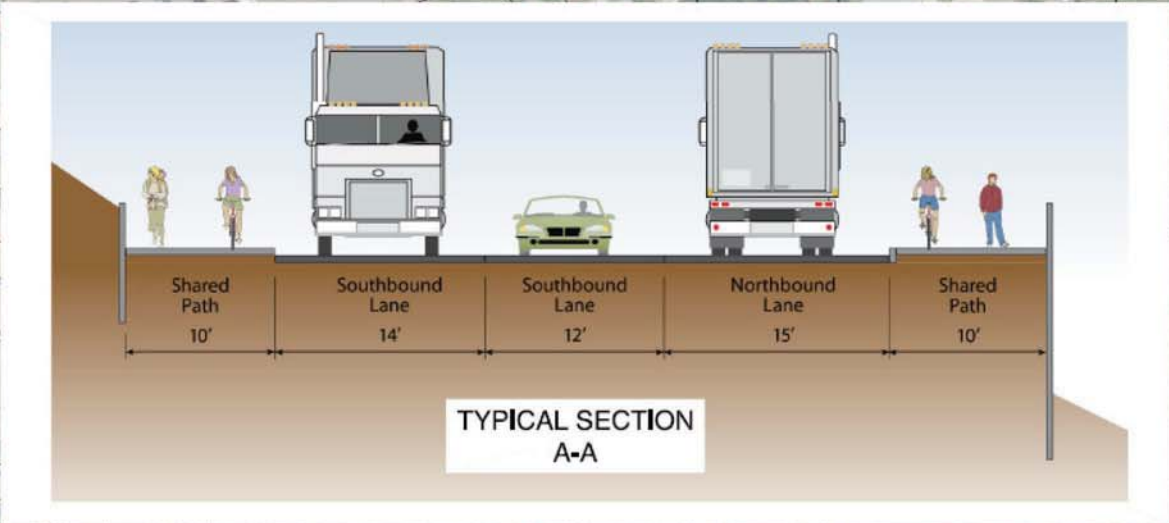 Shared
Path
10'
Southbound
Lane
14'
Southbound
Lane
12'
Northbound
Lane
15'
Shared
Path
10'
TYPICAL SECTION
A-A